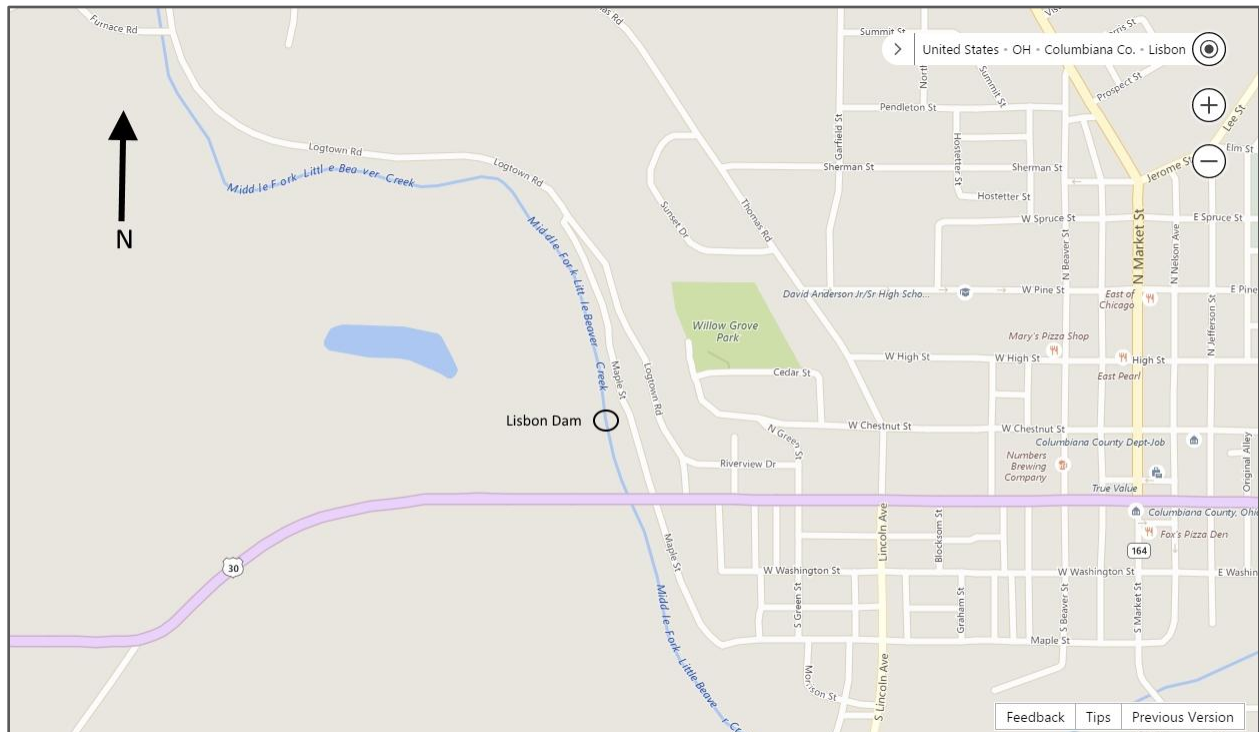 Furnace Rd
as Rd
Summit St
United States • OH • Columbiana Co. • Lisbon
Prospect St
Summit St
Pendleton St
Lee St
Garfield St
Hostetter St
Elm St
Logtown Rd
Logtown Rd
Middle Fork Little Beaver Creek
Sherman St
Sherman St
Jerome St
Hostetter St
N
Sunset Dr
Thomas Rd
W Spruce St
E Spruce St
N Beaver St
N Market St
N Nelson Ave
Middle Fork Little Beaver Creek
David Anderson Jr/Sr High Scho...
W Pine St
E Pine
East of
Chicago
N Jefferson St
Willow Grove
Park
Mary's Pizza Shop
W High St
W High St
High St
East Pearl
Cedar St
Maple St
Logtown Rd
Lisbon Dam
W Chestnut St
W Chestnut St
N Green St
Columbiana County Dept-Job
Riverview Dr
Numbers
Brewing
Company
Original Alley
True Value
Columbiana County, Ohio
Fox's Pizza Den
164
30
Maple St
Lincoln Ave
Blocksom St
W Washington St
W Washington St
E Washin
S Green St
Graham St
S Beaver St
S Market St
Middle Fork Little Beaver Cr
Maple St
Morrison St
S Lincoln Ave
Feedback
Tips
Previous Version